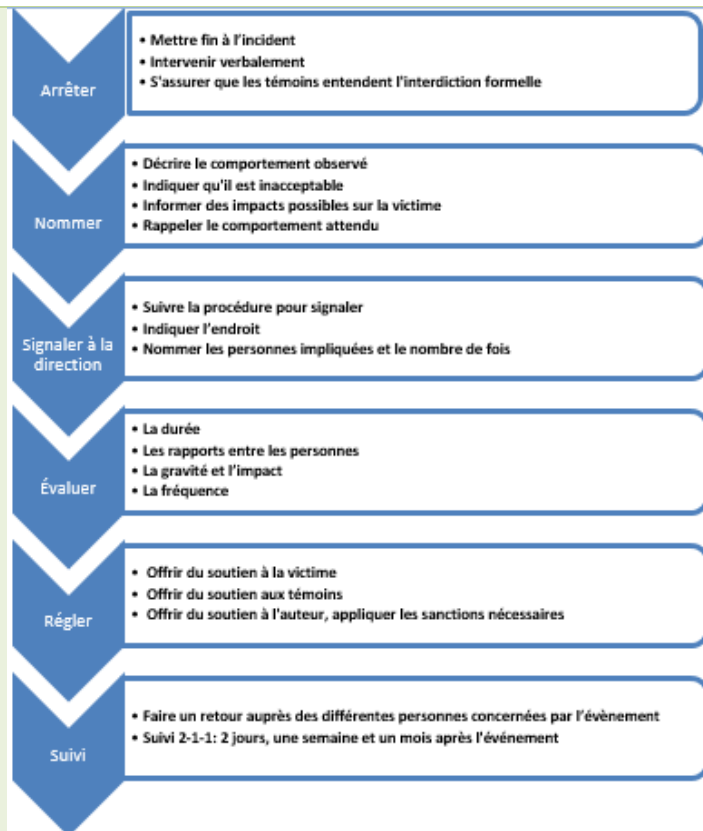 Arrêter
• Mettre fin à l'incident
• Intervenir verbalement
• S'assurer que les témoins entendent l'interdiction formelle
Nommer
• Décrire le comportement observé
• Indiquer qu'il est inacceptable
• Informer des impacts possibles sur la victime
• Rappeler le comportement attendu
Signaler à la
direction
• Suivre la procédure pour signaler
• Indiquer l'endroit
• Nommer les personnes impliquées et le nombre de fois
Évaluer
• La durée
• Les rapports entre les personnes
• La gravité et l'impact
• La fréquence
Régler
• Offrir du soutien à la victime
• Offrir du soutien aux témoins
• Offrir du soutien à l'auteur, appliquer les sanctions nécessaires
Suivi
• Faire un retour auprès des différentes personnes concernées par l'évènement
• Suivi 2-1-1: 2 jours, une semaine et un mois après l'événement